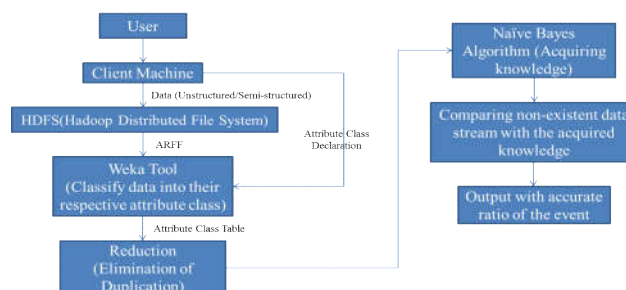 User
Client Machine
Data (Unstructured/Semi-structured)
HDFS(Hadoop Distributed File System)
ARFF
Attribute Class
Declaration
Weka Tool
(Classify data into their
respective attribute class)
Attribute Class Table
Reduction
(Elimination of
Duplication)
Naïve Bayes
Algorithm (Acquiring
knowledge)
Comparing non-existent data
stream with the acquired
knowledge
Output with accurate
ratio of the event